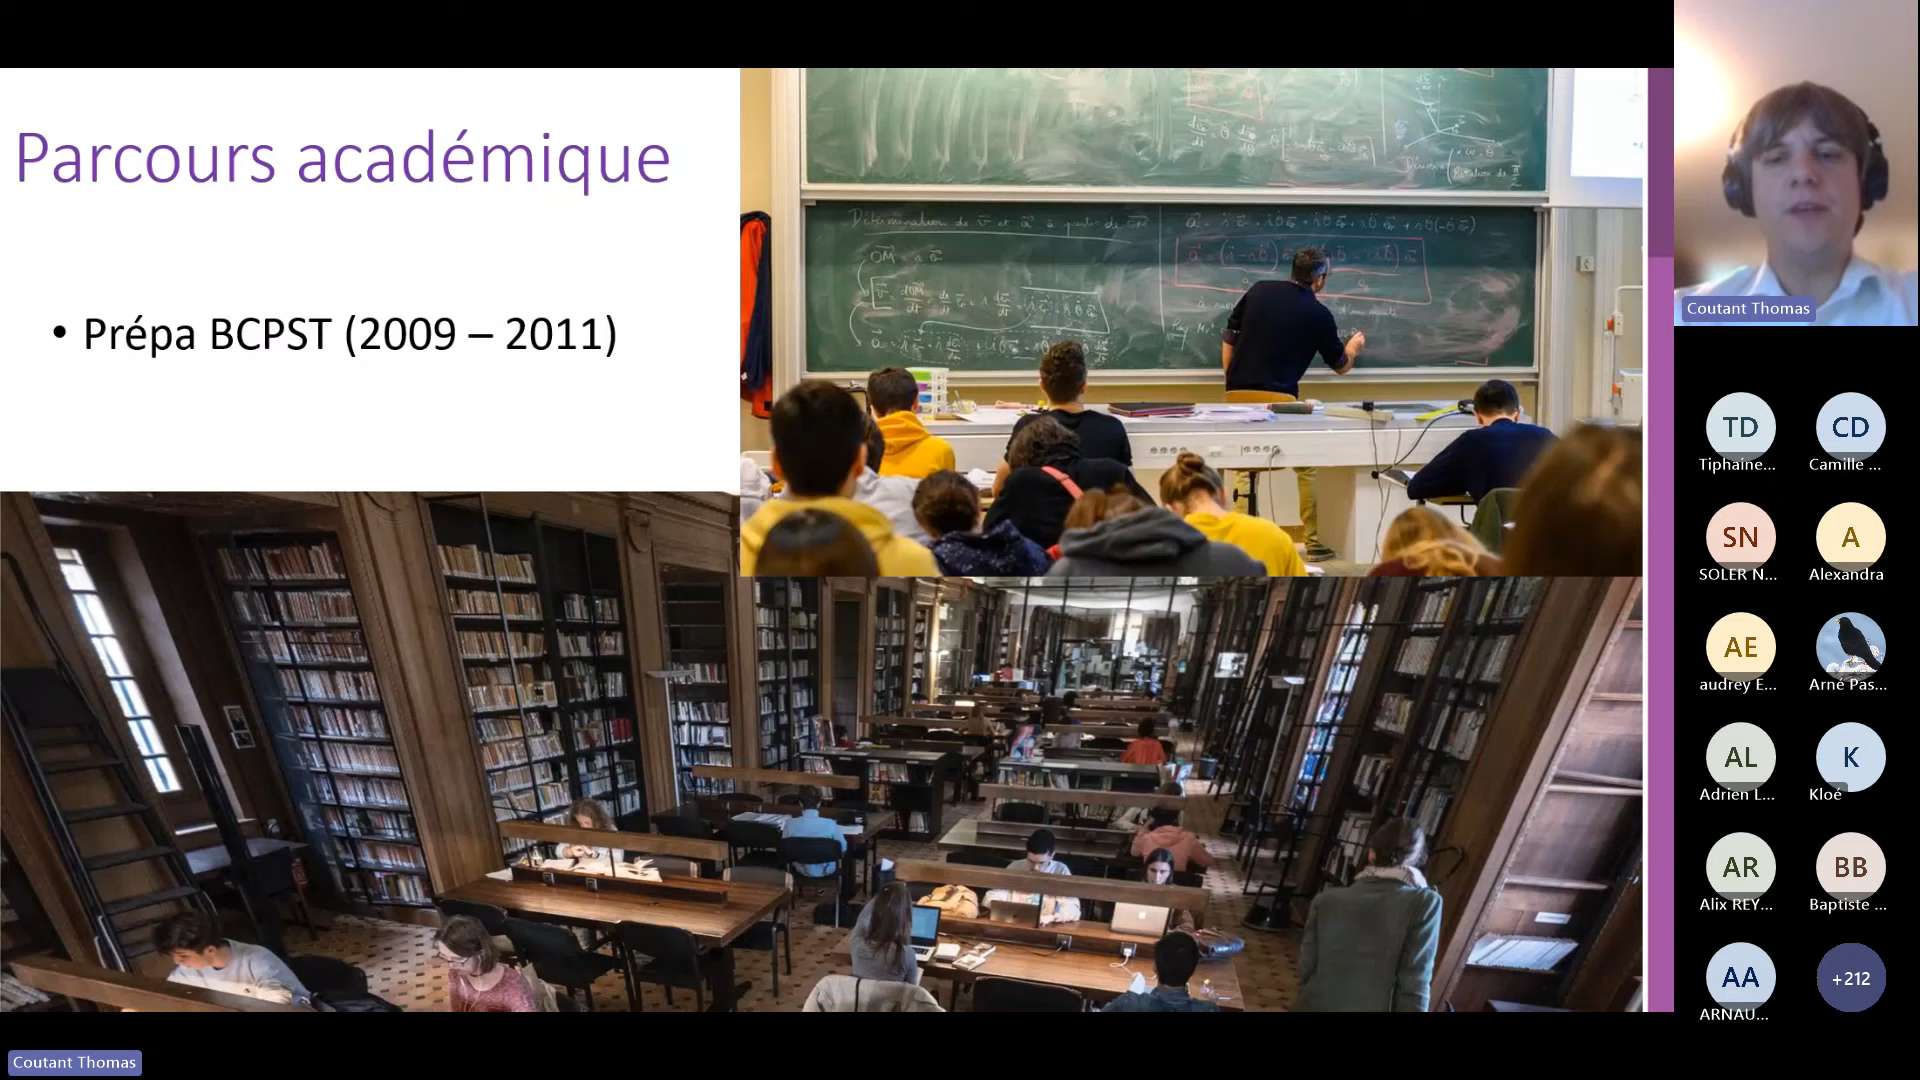 Parcours académique
• Prépa BCPST (2009 – 2011)
Coutant Thomas
TD
Tiphaine...
CD
Camille ...
SN
SOLER N...
A
Alexandra
AE
audrey E...
Arné Pas...
AL
Adrien L...
K
Kloé
AR
Alix REY...
BB
Baptiste ...
AA
ARNAU...
+212
Coutant Thomas